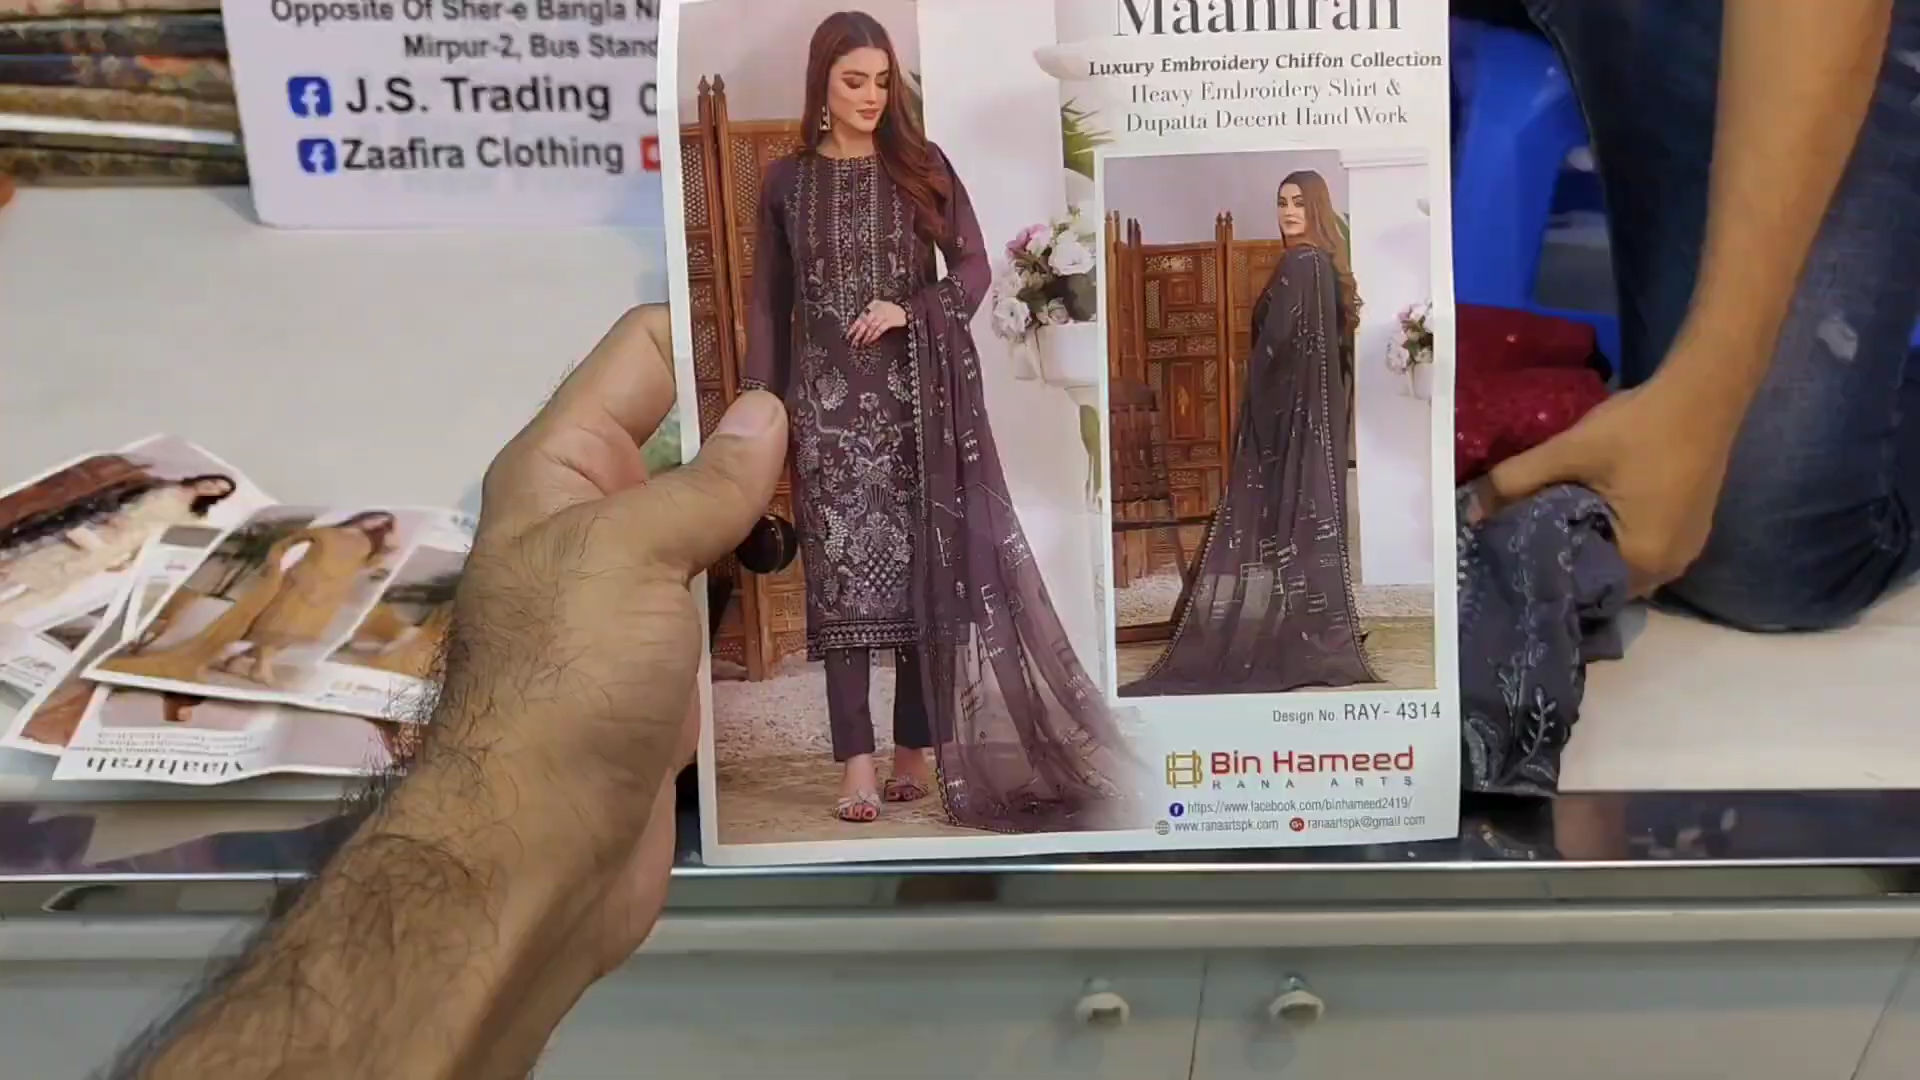 Opposite Of Sher-e Bangla
Mirpur-2, Bus Stand
J.S. Trading
Zaafira Clothing
Maahirah
Luxury Embroidery Chiffon Collection
Heavy Embroidery Shirt &
Dupatta Decent Hand Work
Design No. RAY- 4314
Bin Hameed
RANA ARTS
https://www.facebook.com/binhameed2419/
www.ranaartspk.com ranaartspk@gmail.com
Maahirah